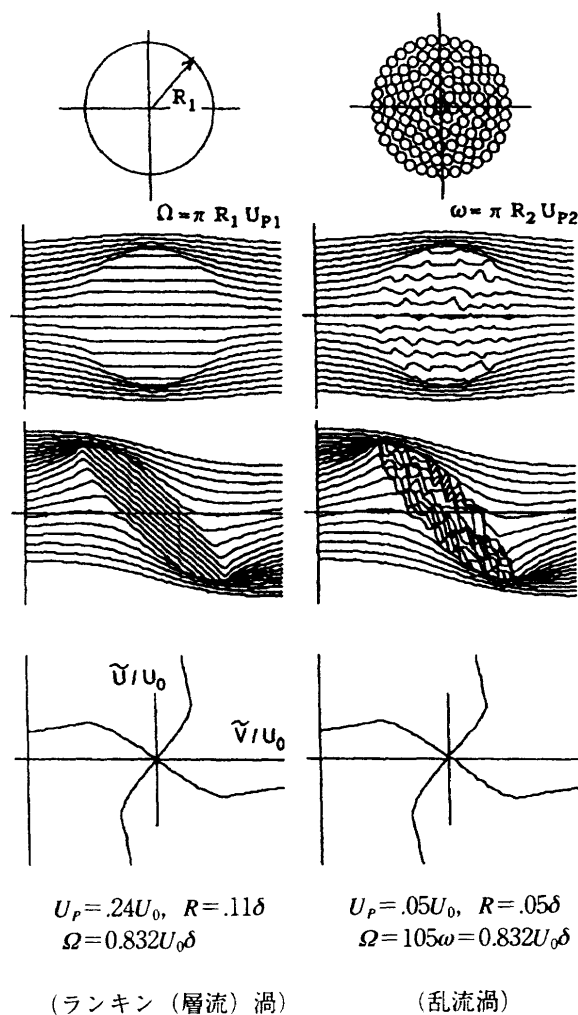 R₁
Ω=π R₁ U_P1
ω=π R₂ U_P2
Ũ/U₀
Ṽ/U₀
U_P=.24U₀, R=.11δ
Ω=0.832U₀δ
U_P=.05U₀, R=.05δ
Ω=105ω=0.832U₀δ
(ランキン (層流) 渦)
(乱流渦)